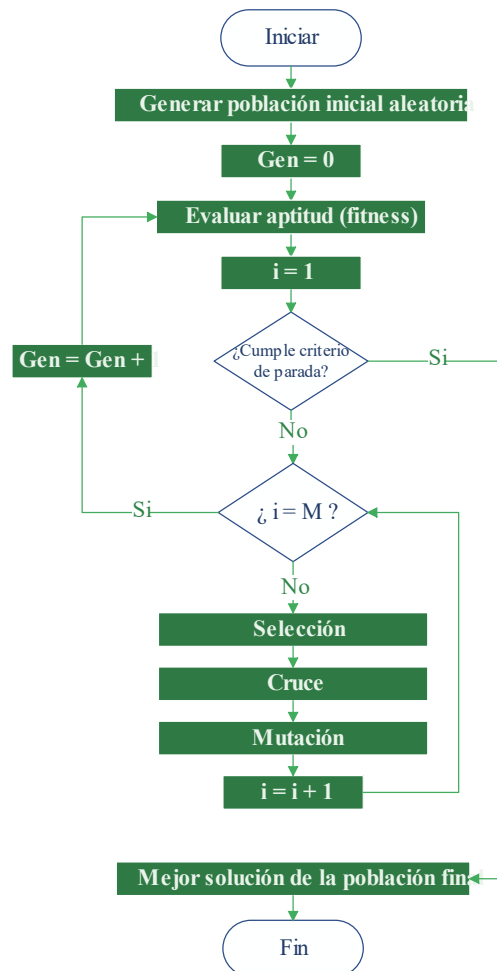 Iniciar
Generar población inicial aleatoria
Gen = 0
Evaluar aptitud (fitness)
i = 1
¿Cumple criterio
de parada?
Si
Gen = Gen +
No
¿ i = M ?
Si
No
Selección
Cruce
Mutación
i = i + 1
Mejor solución de la población final
Fin